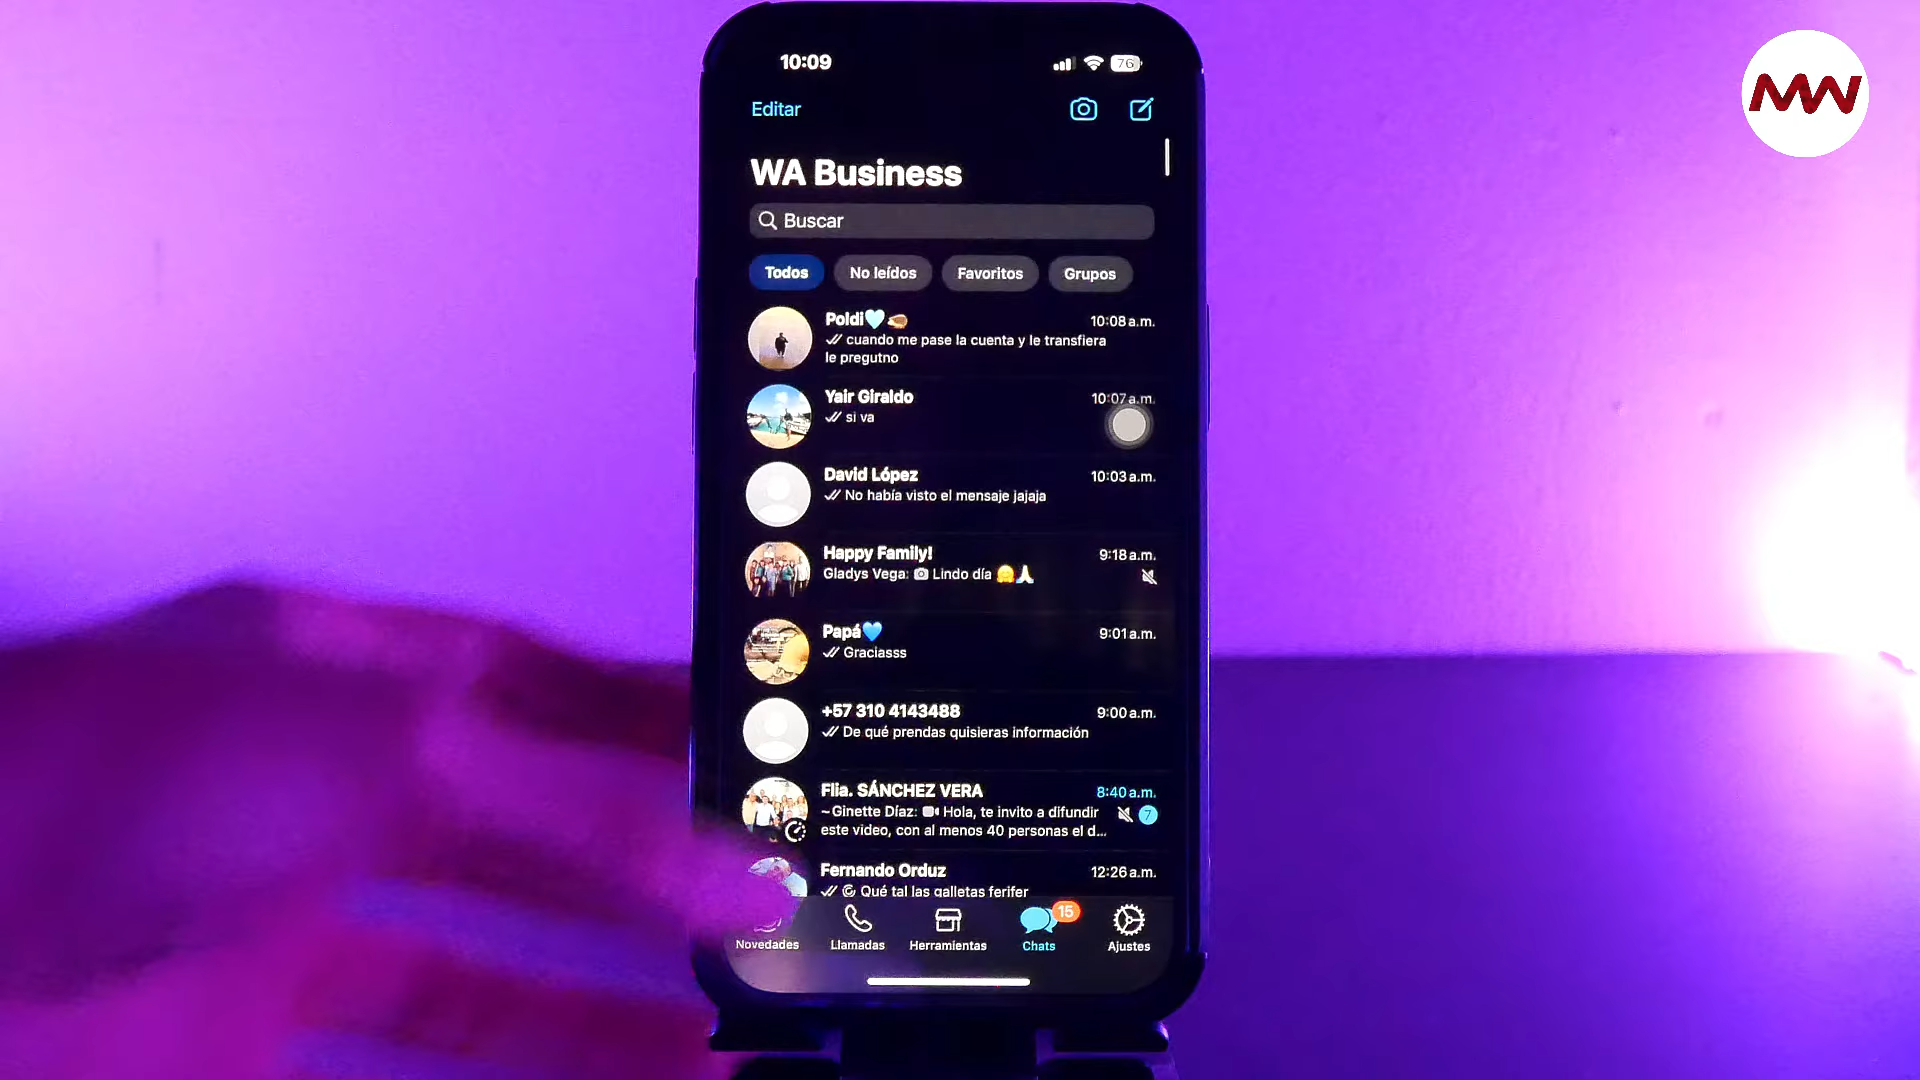 10:09
76
MW
Editar
WA Business
Buscar
Todos No leídos Favoritos Grupos
Poldi🩵 10:08 a.m.
cuando me pase la cuenta y le transfiera
le pregutno
Yair Giraldo 10:07 a.m.
si va
David López 10:03 a.m.
No había visto el mensaje jajaja
Happy Family! 9:18 a.m.
Gladys Vega: 📷 Lindo día 🤗🙏
Papá💙 9:01 a.m.
Graciasss
+57 310 4143488 9:00 a.m.
De qué prendas quisieras información
Flia. SÁNCHEZ VERA 8:40 a.m.
~Ginette Díaz: Hola, te invito a difundir
este video, con al menos 40 personas el d... 7
Fernando Orduz 12:26 a.m.
Qué tal las galletas ferifer
15
Novedades Llamadas Herramientas Chats Ajustes